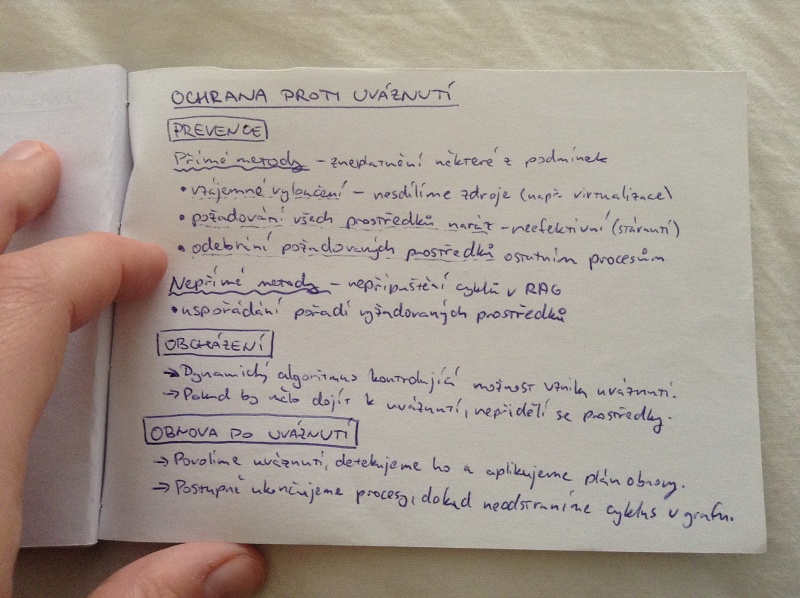 OCHRANA PROTI UVÁZNUTÍ
PREVENCE
Přímé metody - zneplatnění některé z podmínek
• vzájemné vyloučení - nesdílíme zdroje (např. virtualizace)
• požadování všech prostředků naráz - neefektivní (stárnutí)
• odebrání požadovaných prostředků ostatním procesům
Nepřímé metody - nepřipuštění cyklů v RAG
• uspořádání pořadí vyžadovaných prostředků
OBCHÁZENÍ
→ Dynamický algoritmus kontrolující možnost vzniku uváznutí.
→ Pokud by mělo dojít k uváznutí, nepřidělí se prostředky.
OBNOVA PO UVÁZNUTÍ
→ Povolíme uváznutí, detekujeme ho a aplikujeme plán obnovy.
→ Postupně ukončujeme procesy, dokud neodstraníme cyklus v grafu.